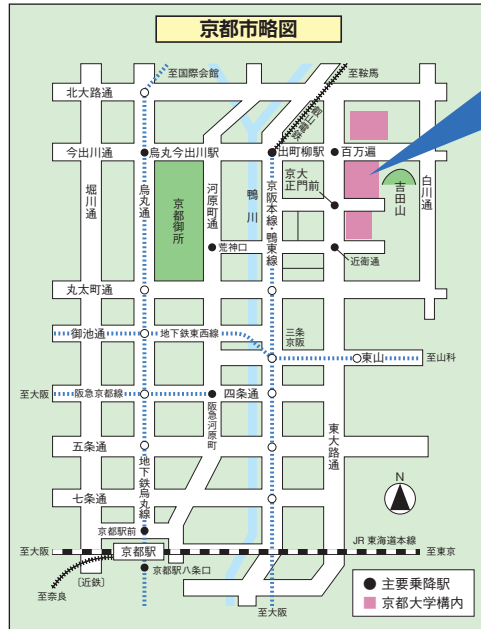 京都市略図
至国際会館
至鞍馬
北大路通
叡山電鉄
今出川通
烏丸今出川駅
出町柳駅
百万遍
堀川通
烏丸通
京都御所
河原町通
鴨川
京阪本線・鴨東線
京大
正門前
吉田山
白川通
荒神口
近衛通
丸太町通
御池通
地下鉄東西線
三条
京阪
東山
至山科
至大阪
阪急京都線
四条通
阪急河原町
五条通
地下鉄烏丸線
東大路通
七条通
N
京都駅前
JR 東海道本線
至大阪
京都駅
至東京
〔近鉄〕
京都駅八条口
至奈良
至大阪
主要乗降駅
京都大学構内